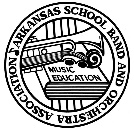 ARKANSAS SCHOOL BAND AND ORCHESTRA ASSOCIATION
MUSIC
EDUCATION